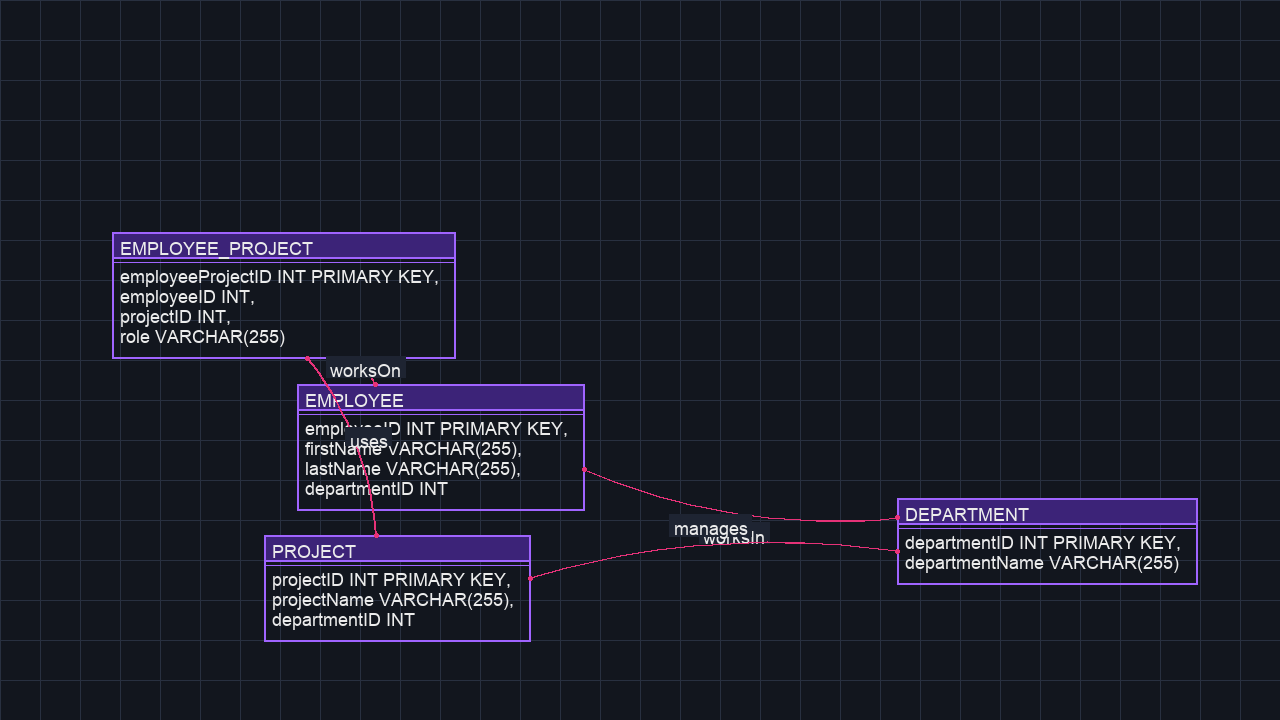 EMPLOYEE_PROJECT
employeeProjectID INT PRIMARY KEY,
employeeID INT,
projectID INT,
role VARCHAR(255)
worksOn
EMPLOYEE
employeeID INT PRIMARY KEY,
uses
firstName VARCHAR(255),
lastName VARCHAR(255),
departmentID INT
DEPARTMENT
departmentID INT PRIMARY KEY,
departmentName VARCHAR(255)
manages
worksIn
PROJECT
projectID INT PRIMARY KEY,
projectName VARCHAR(255),
departmentID INT